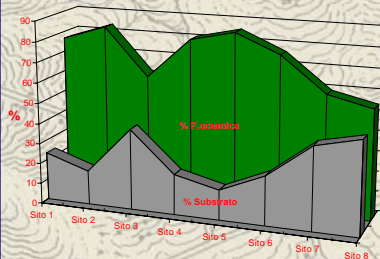 90
80
70
60
50
40
30
20
10
0
%
% P.oceanica
% Substrato
Sito 1
Sito 2
Sito 3
Sito 4
Sito 5
Sito 6
Sito 7
Sito 8